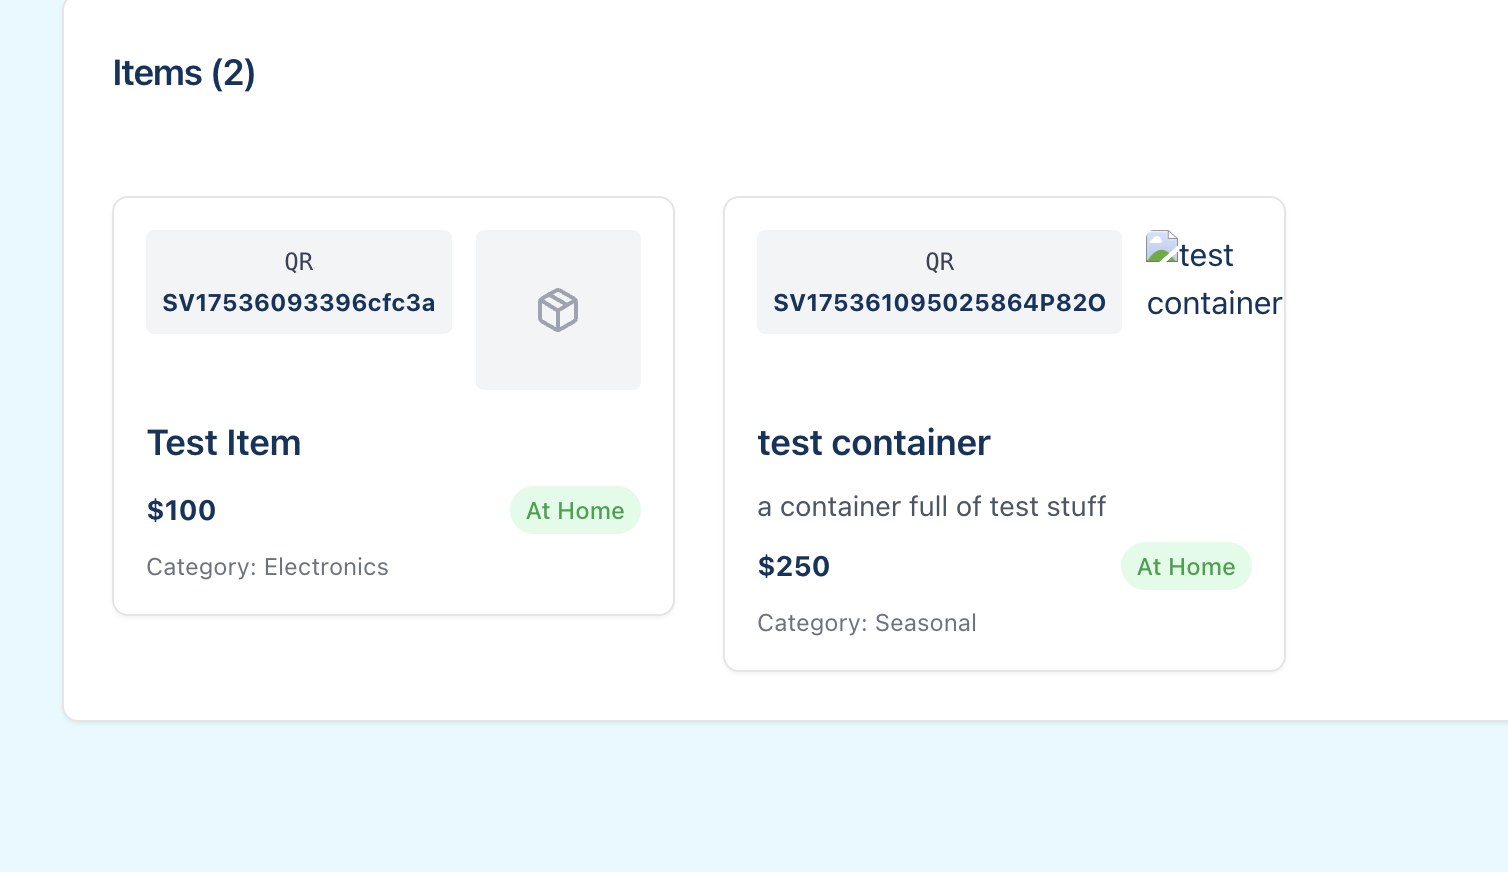 Items (2)
QR
SV17536093396cfc3a
Test Item
$100
At Home
Category: Electronics
QR
SV175361095025864P82O
test
container
test container
a container full of test stuff
$250
At Home
Category: Seasonal